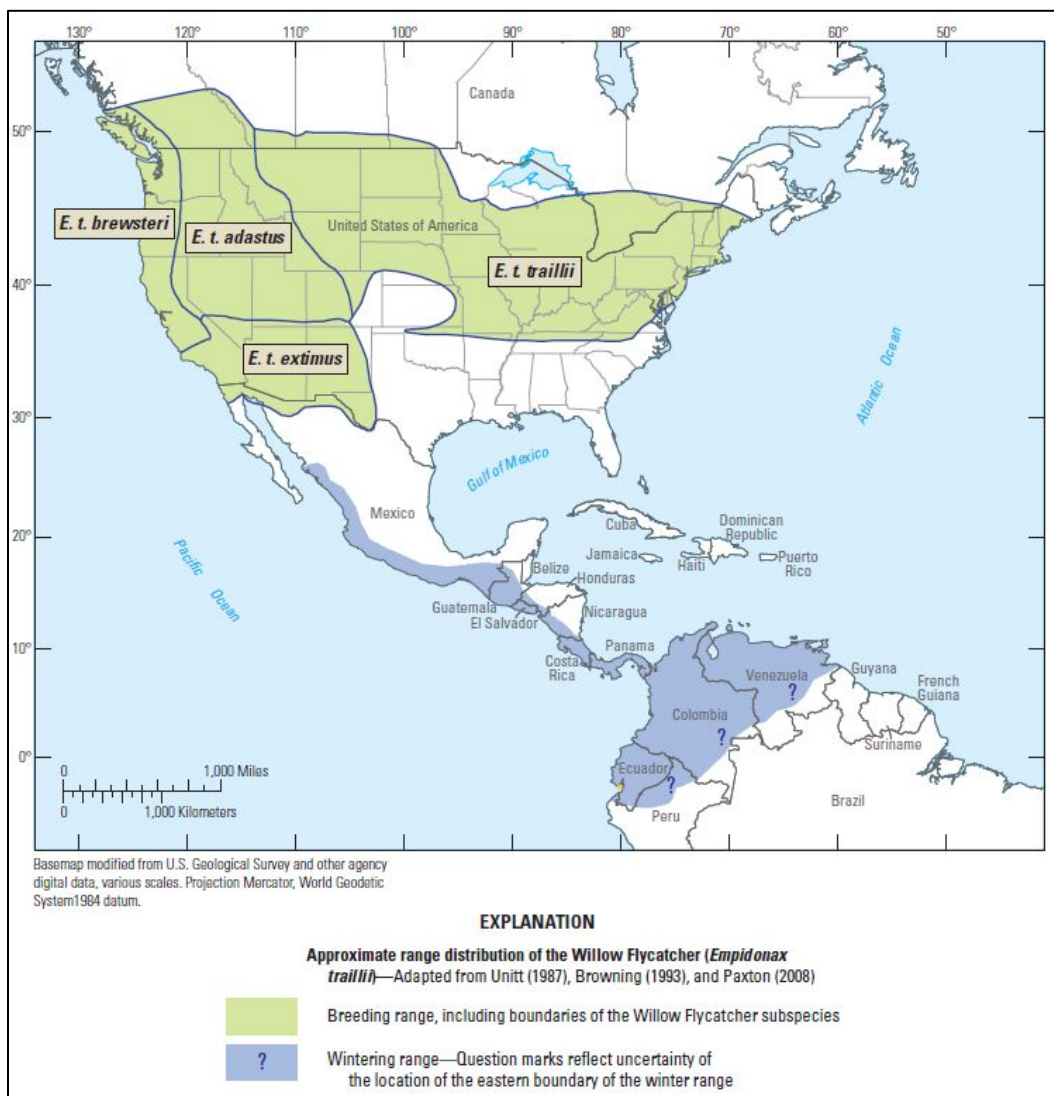 130°
120°
110°
100°
90°
80°
70°
60°
50°
Canada
50°
E. t. brewsteri
E. t. adastus
United States of America
E. t. traillii
40°
E. t. extimus
Atlantic Ocean
30°
Gulf of Mexico
Mexico
Cuba
Dominican
Republic
20°
Pacific Ocean
Jamaica
Haiti
Puerto
Rico
Belize
Honduras
Guatemala
El Salvador
Nicaragua
10°
Costa
Rica
Panama
Venezuela
?
Guyana
French
Guiana
Colombia
?
Suriname
0°
Ecuador
?
Peru
Brazil
0 1,000 Miles
0 1,000 Kilometers
Basemap modified from U.S. Geological Survey and other agency
digital data, various scales. Projection Mercator, World Geodetic
System1984 datum.
EXPLANATION
Approximate range distribution of the Willow Flycatcher (Empidonax
traillii)—Adapted from Unitt (1987), Browning (1993), and Paxton (2008)
Breeding range, including boundaries of the Willow Flycatcher subspecies
?
Wintering range—Question marks reflect uncertainty of
the location of the eastern boundary of the winter range